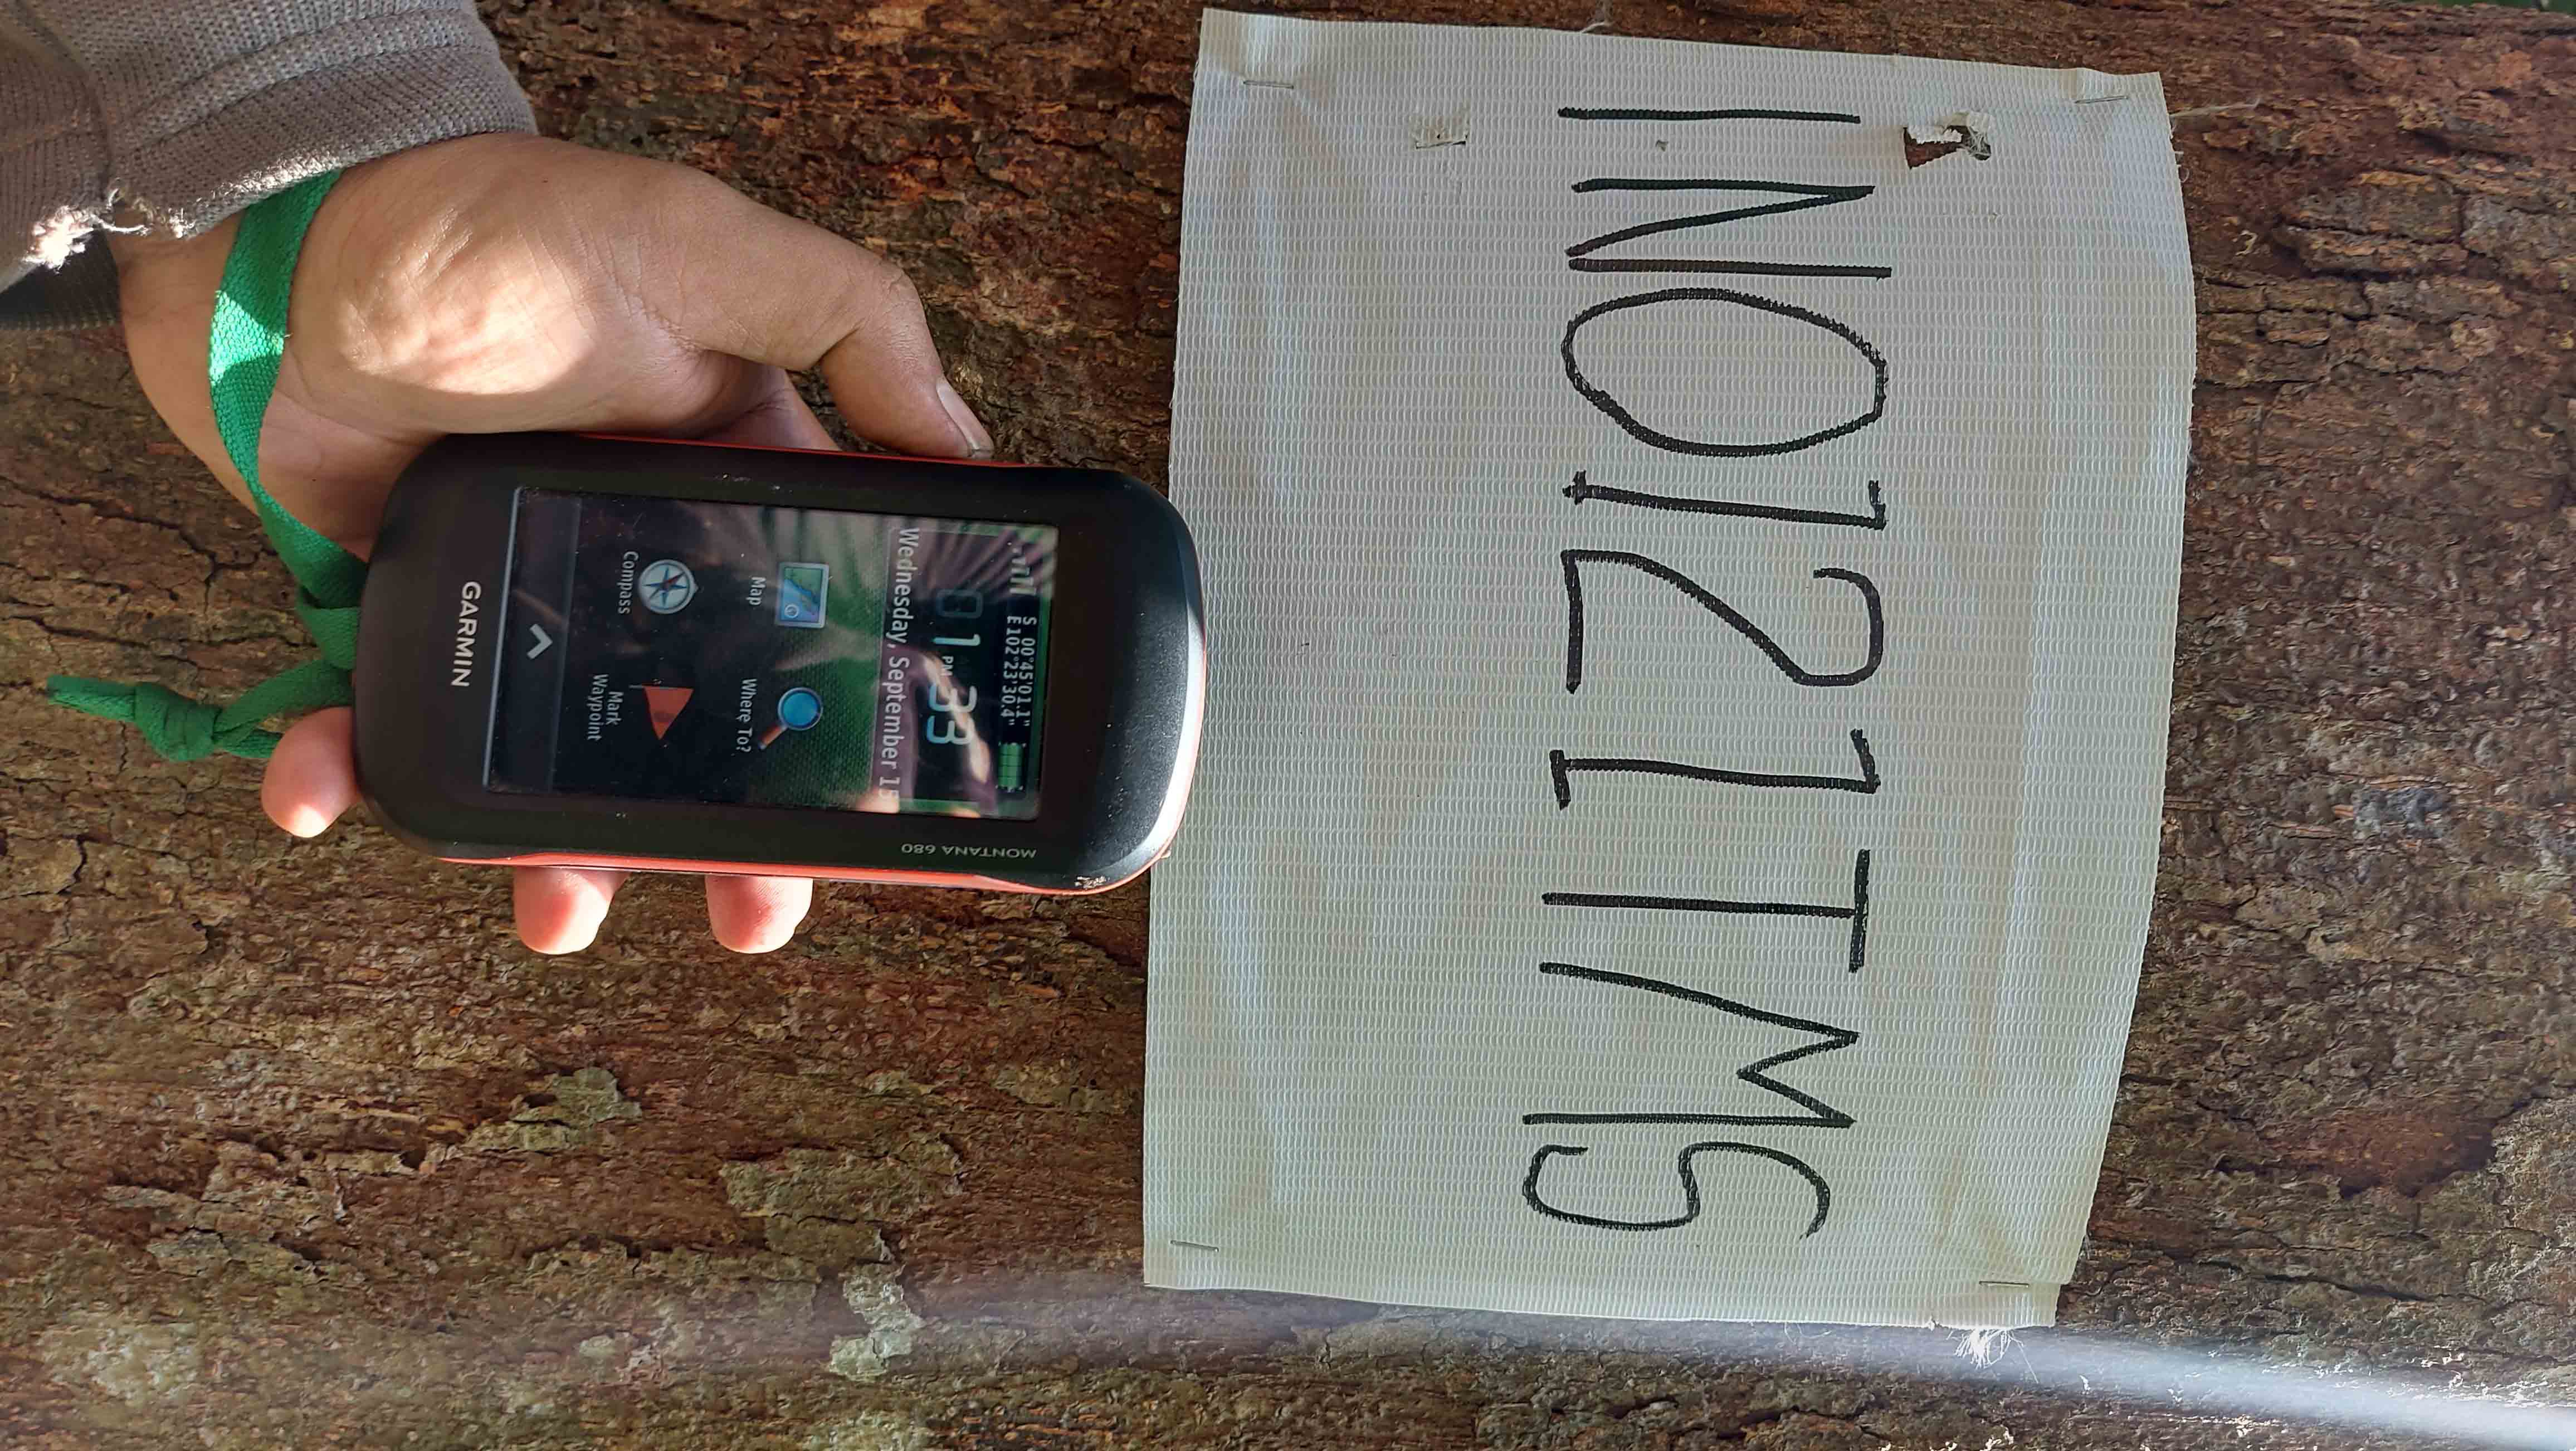 INO121TMS
S 00°45'01.1"
E102°23'30.4"
01 PM 33
Wednesday, September 15
Map
Where To?
Compass
Mark
Waypoint
GARMIN
MONTANA 680